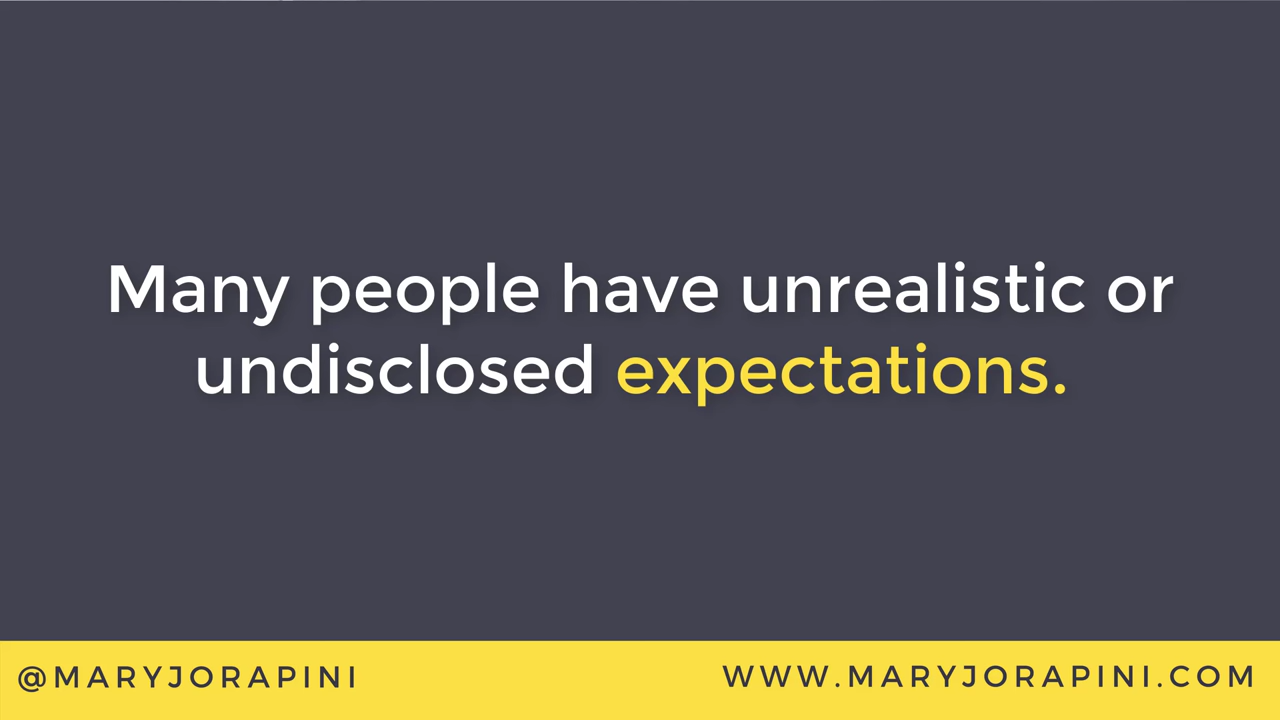 Many people have unrealistic or
undisclosed expectations.
@MARYJORAPINI
WWW.MARYJORAPINI.COM